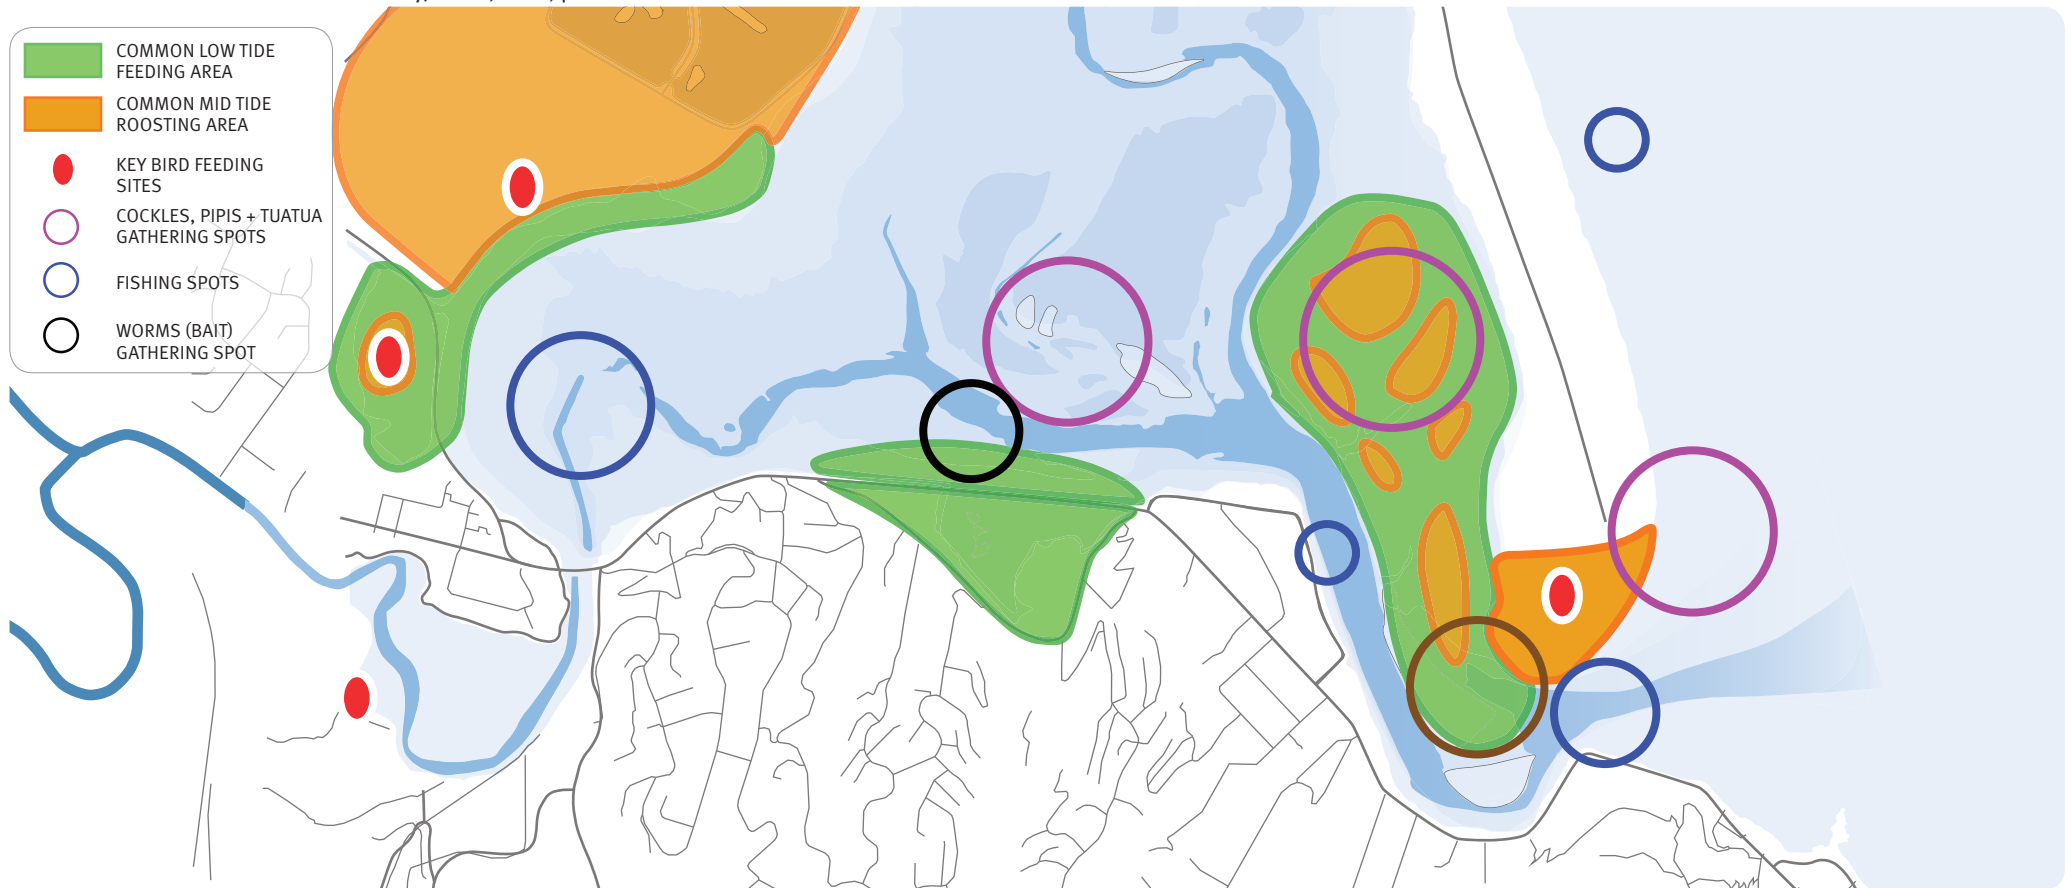 COMMON LOW TIDE
FEEDING AREA
COMMON MID TIDE
ROOSTING AREA
KEY BIRD FEEDING
SITES
COCKLES, PIPIS + TUATUA
GATHERING SPOTS
FISHING SPOTS
WORMS (BAIT)
GATHERING SPOT